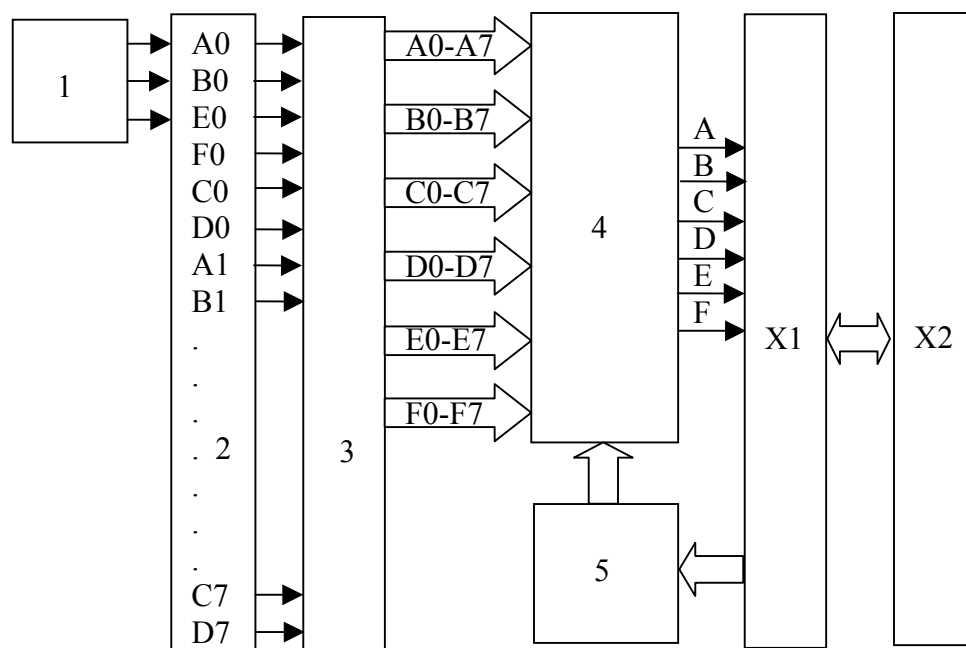 1
A0
B0
E0
F0
C0
D0
A1
B1
.
.
.
.
.
.
.
C7
D7
2
3
A0-A7
B0-B7
C0-C7
D0-D7
E0-E7
F0-F7
4
5
A
B
C
D
E
F
X1
X2